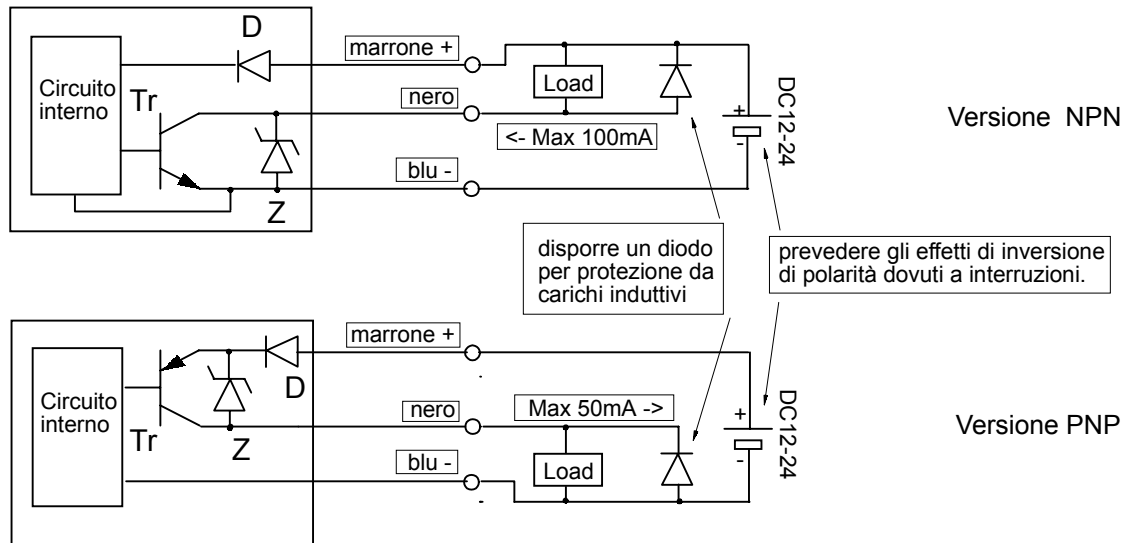 D
marrone +
Circuito
interno
Tr
nero
Load
<- Max 100mA
+
-
DC12-24
Versione NPN
blu -
Z
disporre un diodo
per protezione da
carichi induttivi
prevedere gli effetti di inversione
di polarità dovuti a interruzioni.
marrone +
Circuito
interno
D
Tr
Z
nero
Max 50mA ->
+
-
DC12-24
Versione PNP
blu -
Load